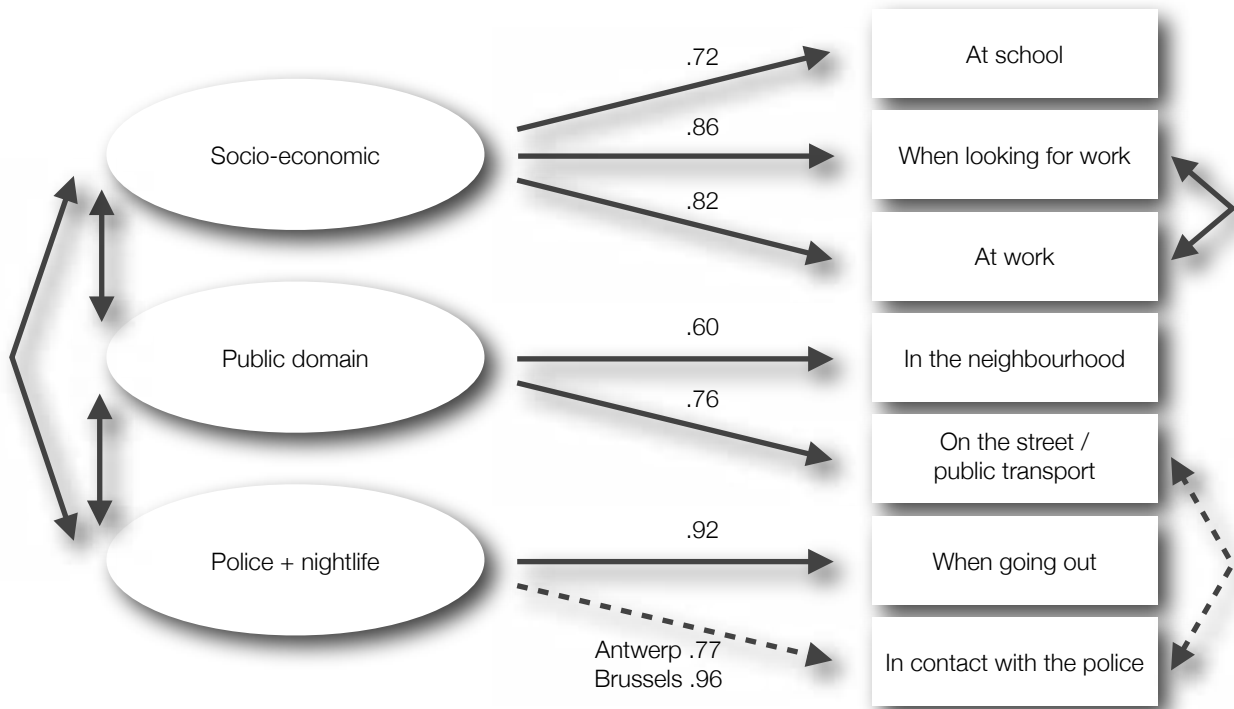 .72
At school
Socio-economic
.86
When looking for work
.82
At work
Public domain
.60
In the neighbourhood
.76
On the street /
public transport
Police + nightlife
.92
When going out
Antwerp .77
Brussels .96
In contact with the police